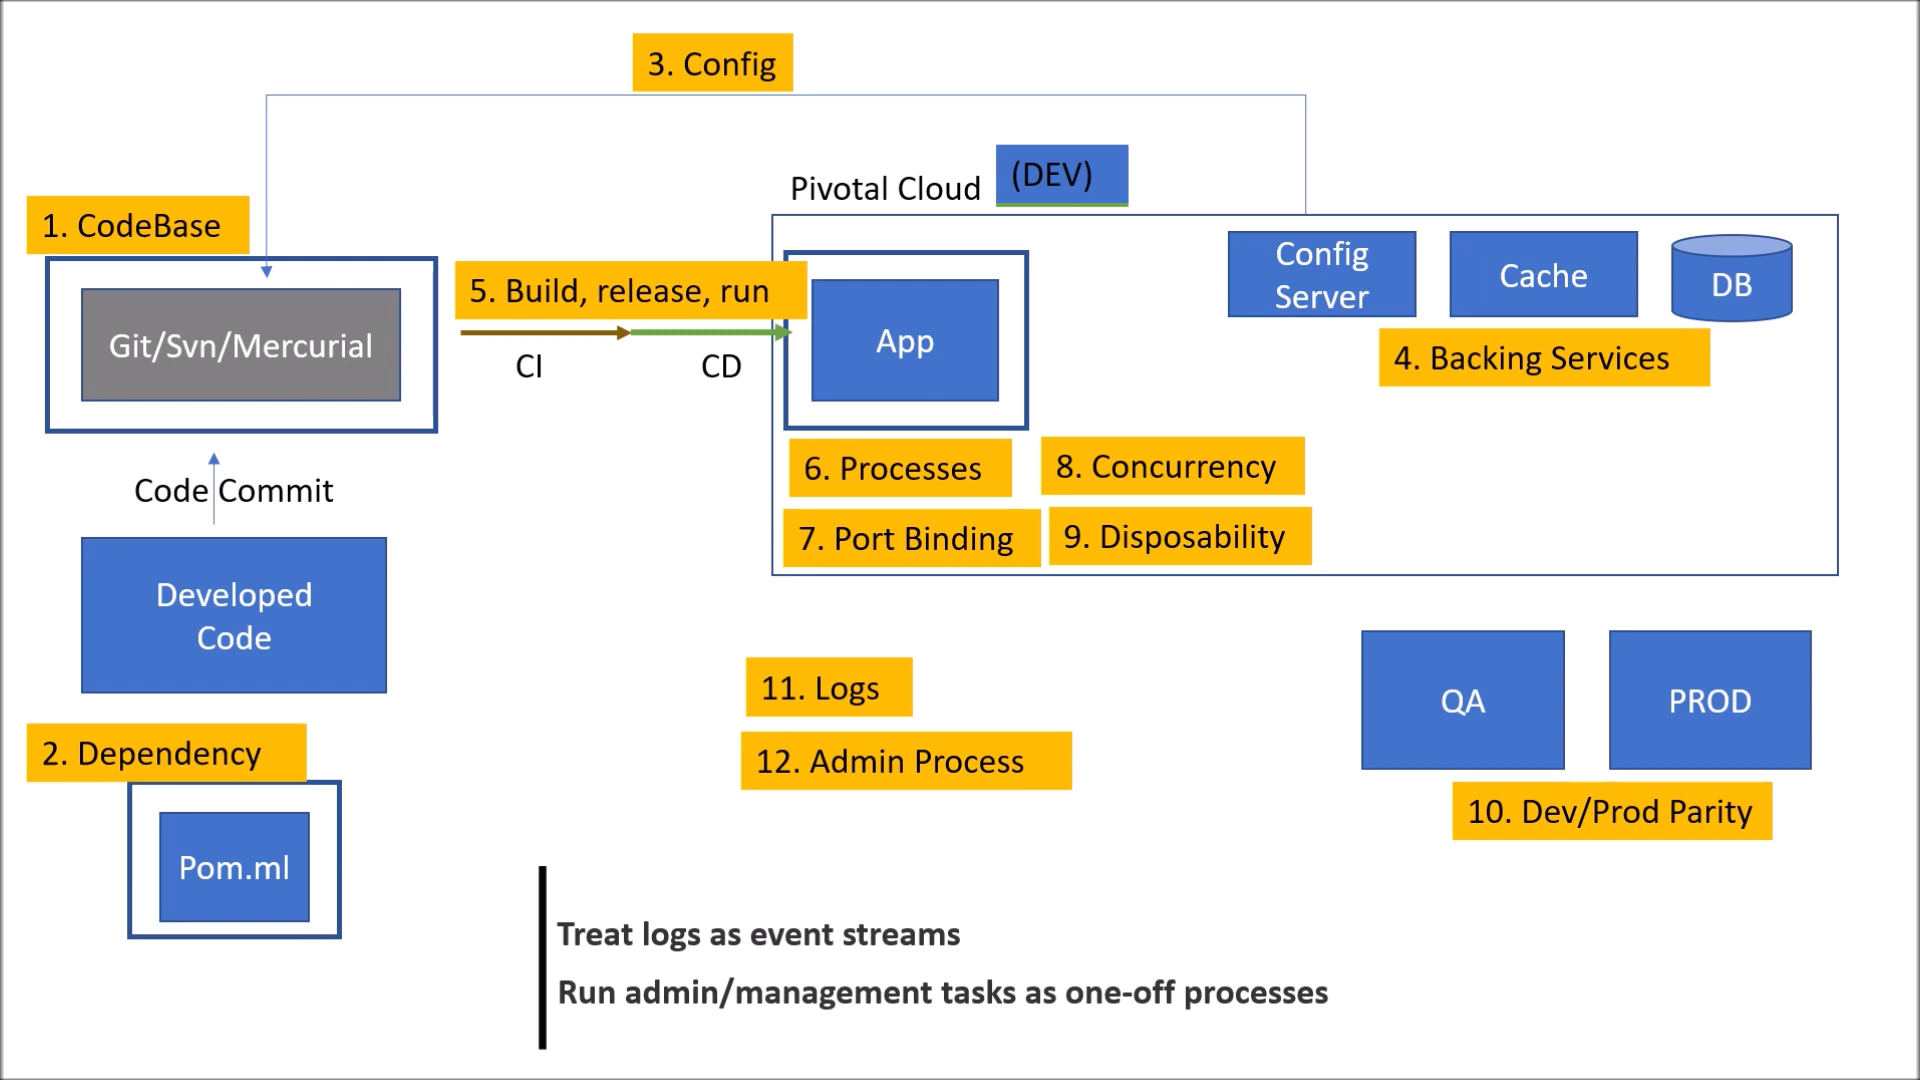 3. Config
Pivotal Cloud
(DEV)
1. CodeBase
Git/Svn/Mercurial
5. Build, release, run
CI
CD
App
Config
Server
Cache
DB
4. Backing Services
6. Processes
8. Concurrency
7. Port Binding
9. Disposability
Code Commit
Developed
Code
2. Dependency
Pom.ml
11. Logs
12. Admin Process
QA
PROD
10. Dev/Prod Parity
Treat logs as event streams
Run admin/management tasks as one-off processes